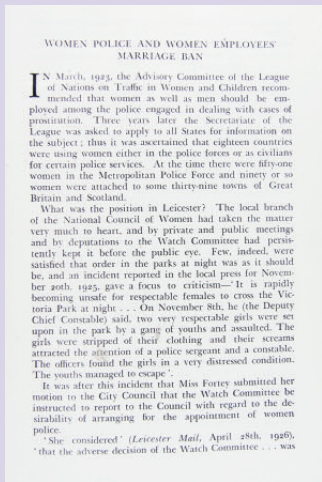 WOMEN POLICE AND WOMEN EMPLOYEES'
MARRIAGE BAN
IN March, 1923, the Advisory Committee of the League
of Nations on Traffic in Women and Children recom-
mended that women as well as men should be em-
ployed among the police engaged in dealing with cases of
prostitution. Three years later the Secretariate of the
League was asked to apply to all States for information on
the subject; thus it was ascertained that eighteen countries
were using women either in the police forces or as civilians
for certain police services. At the time there were fifty-one
women in the Metropolitan Police Force and ninety or so
women were attached to some thirty-nine towns of Great
Britain and Scotland.
What was the position in Leicester? The local branch
of the National Council of Women had taken the matter
very much to heart, and by private and public meetings
and by deputations to the Watch Committee had persis-
tently kept it before the public eye. Few, indeed, were
satisfied that order in the parks at night was as it should
be, and an incident reported in the local press for Novem-
ber 20th, 1925, gave a focus to criticism—'It is rapidly
becoming unsafe for respectable females to cross the Vic-
toria Park at night . . . On November 8th, he (the Deputy
Chief Constable) said, two very respectable girls were set
upon in the park by a gang of youths and assaulted. The
girls were stripped of their clothing and their screams
attracted the attention of a police sergeant and a constable.
The officers found the girls in a very distressed condition.
The youths managed to escape'.
It was after this incident that Miss Fortey submitted her
motion to the City Council that the Watch Committee be
instructed to report to the Council with regard to the de-
sirability of arranging for the appointment of women
police.
'She considered' (Leicester Mail, April 28th, 1926),
'that the adverse decision of the Watch Committee . . . was